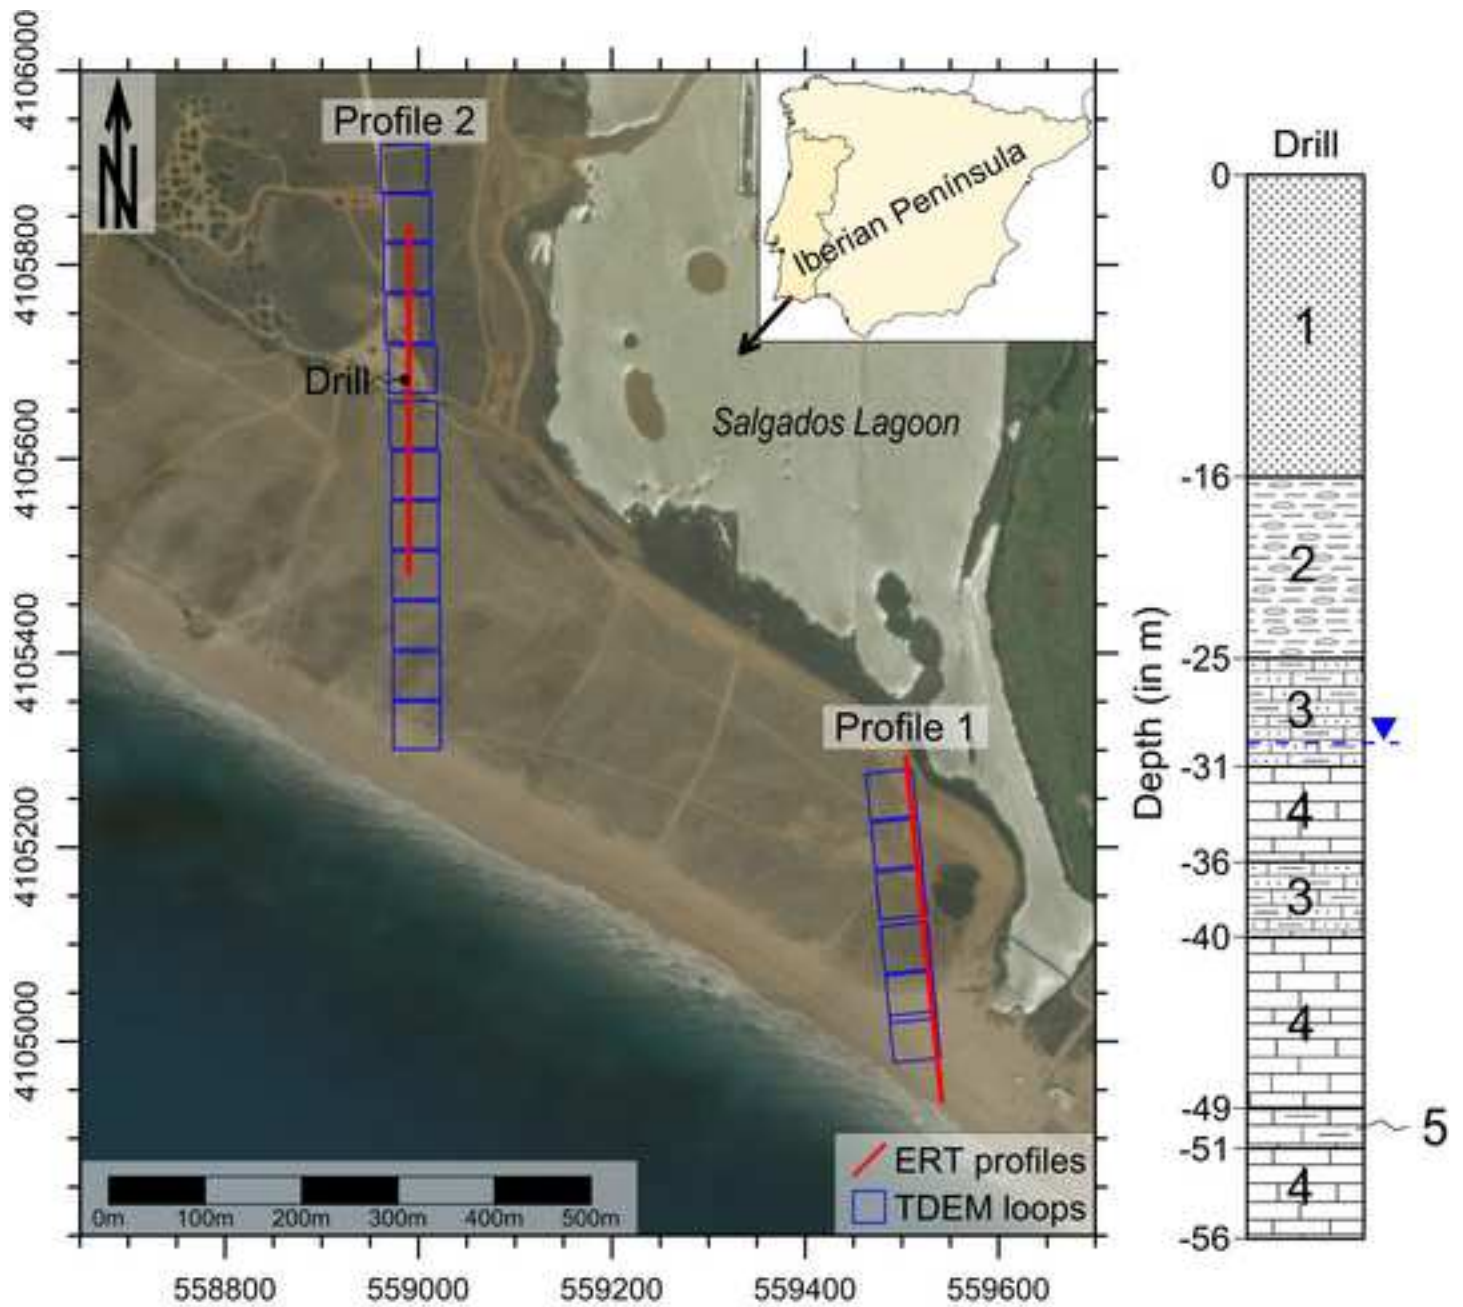 4106000
4105800
4105600
4105400
4105200
4105000
N
Profile 2
Iberian Península
Drill
Salgados Lagoon
Profile 1
ERT profiles
TDEM loops
0m 100m 200m 300m 400m 500m
558800 559000 559200 559400 559600
Drill
Depth (in m)
0
1
-16
2
-25
3
-31
4
-36
3
-40
4
-49
5
-51
4
-56